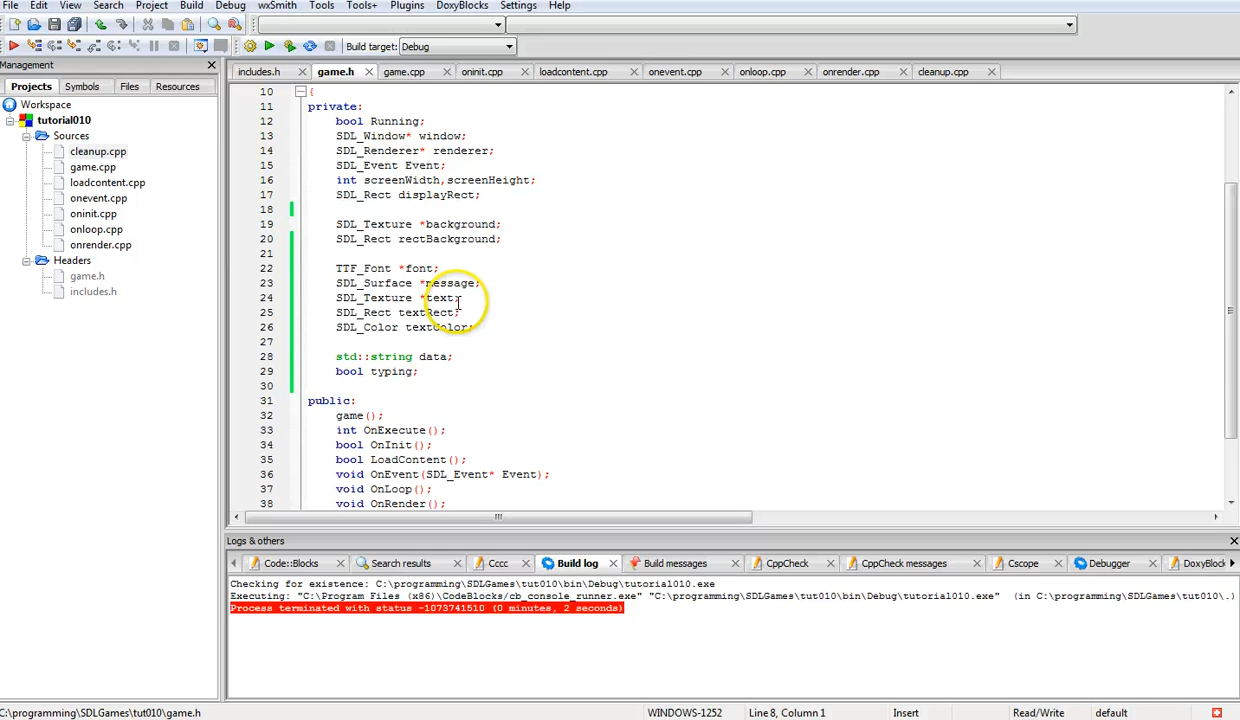 File Edit View Search Project Build Debug wxSmith Tools Tools+ Plugins DoxyBlocks Settings Help
Build target: Debug
Management
Projects Symbols Files Resources
Workspace
tutorial010
Sources
cleanup.cpp
game.cpp
loadcontent.cpp
onevent.cpp
oninit.cpp
onloop.cpp
onrender.cpp
Headers
game.h
includes.h
includes.h game.h game.cpp oninit.cpp loadcontent.cpp onevent.cpp onloop.cpp onrender.cpp cleanup.cpp
10 {
11 private:
12 bool Running;
13 SDL_Window* window;
14 SDL_Renderer* renderer;
15 SDL_Event Event;
16 int screenWidth,screenHeight;
17 SDL_Rect displayRect;
18
19 SDL_Texture *background;
20 SDL_Rect rectBackground;
21
22 TTF_Font *font;
23 SDL_Surface *message;
24 SDL_Texture *text;
25 SDL_Rect textRect;
26 SDL_Color textColor;
27
28 std::string data;
29 bool typing;
30
31 public:
32 game();
33 int OnExecute();
34 bool OnInit();
35 bool LoadContent();
36 void OnEvent(SDL_Event* Event);
37 void OnLoop();
38 void OnRender();
Logs & others
Code::Blocks Search results Cccc Build log Build messages CppCheck CppCheck messages Cscope Debugger DoxyBlock
Checking for existence: C:\programming\SDLGames\tut010\bin\Debug\tutorial010.exe
Executing: "C:\Program Files (x86)\CodeBlocks/cb_console_runner.exe" "C:\programming\SDLGames\tut010\bin\Debug\tutorial010.exe" (in C:\programming\SDLGames\tut010\.)
Process terminated with status -1073741510 (0 minutes, 2 seconds)
C:\programming\SDLGames\tut010\game.h WINDOWS-1252 Line 8, Column 1 Insert Read/Write default